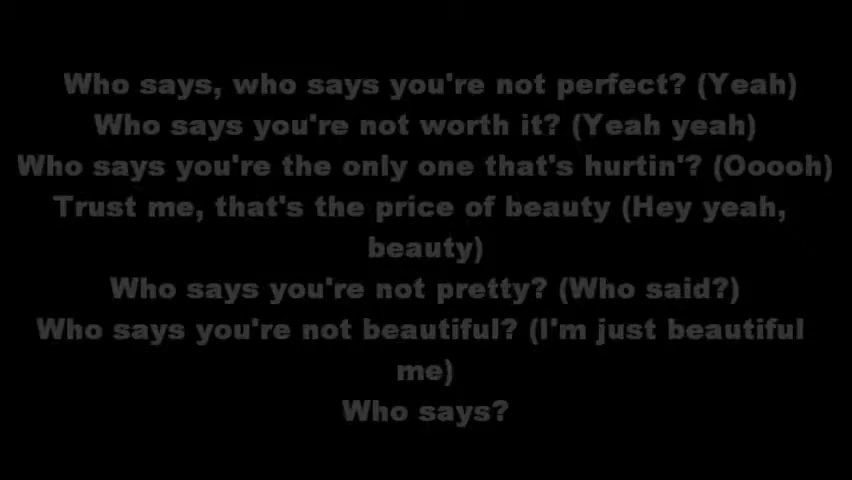 Who says, who says you're not perfect? (Yeah)
Who says you're not worth it? (Yeah yeah)
Who says you're the only one that's hurtin'? (Ooooh)
Trust me, that's the price of beauty (Hey yeah,
beauty)
Who says you're not pretty? (Who said?)
Who says you're not beautiful? (I'm just beautiful
me)
Who says?